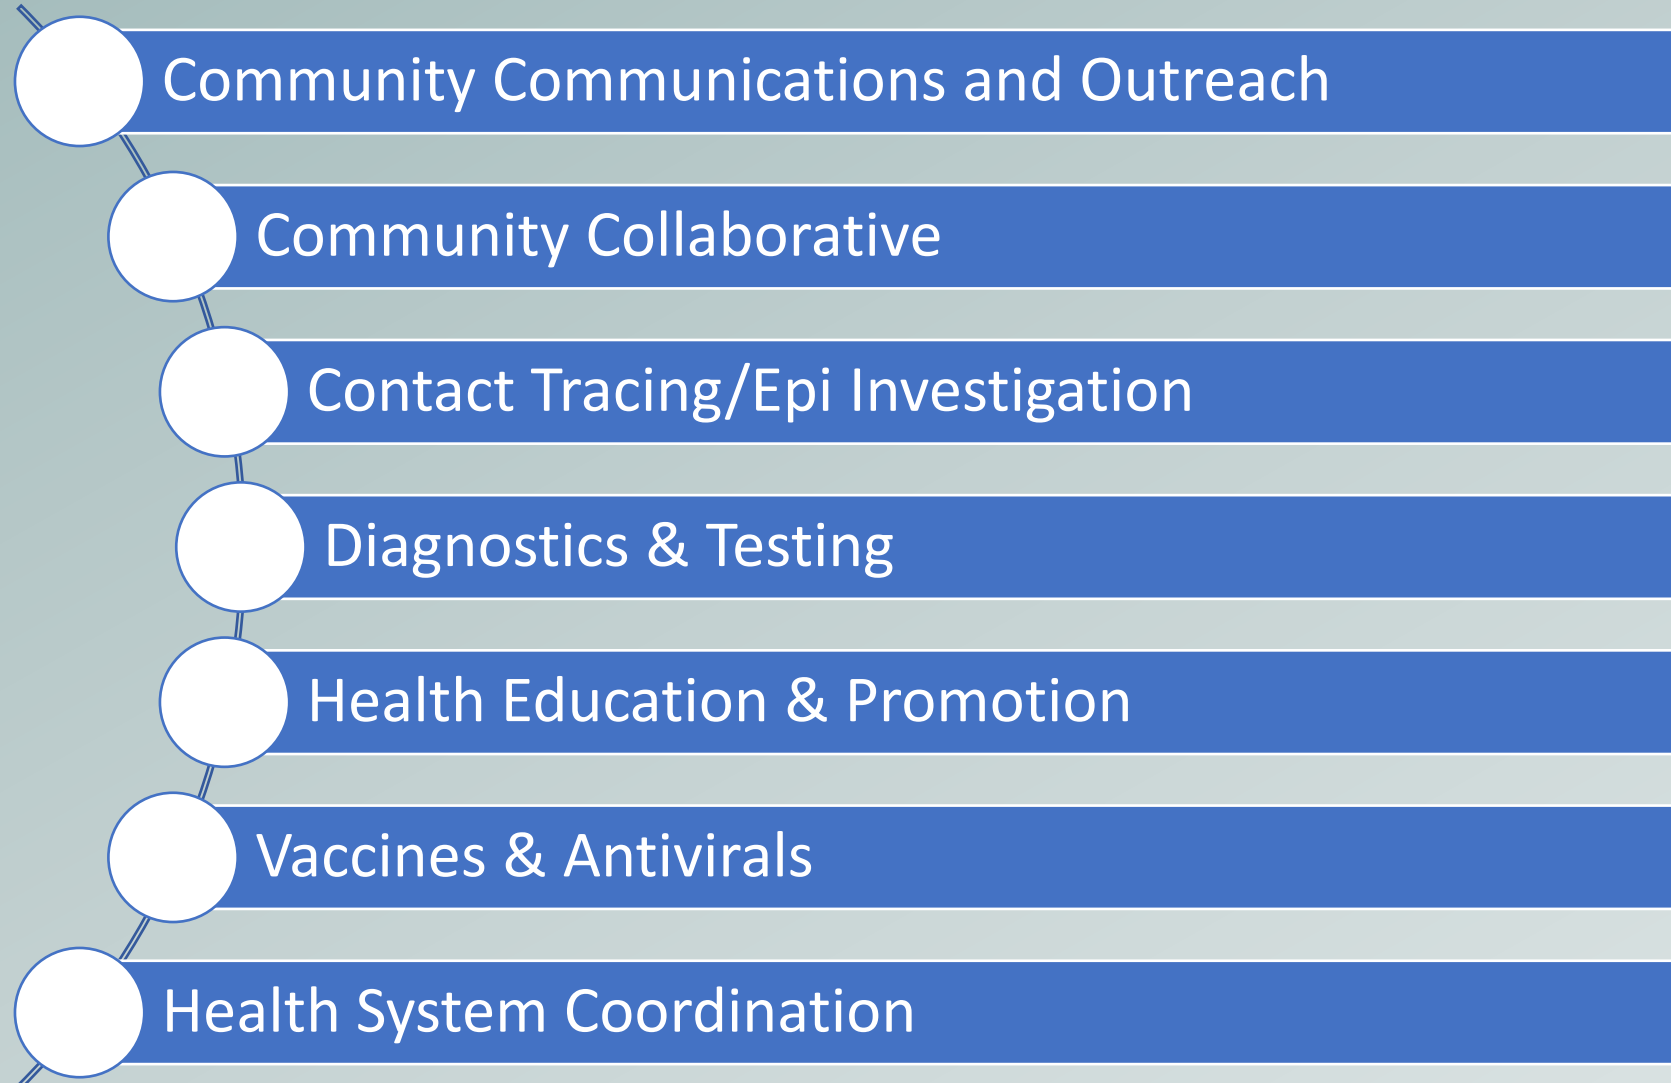 Community Communications and Outreach
Community Collaborative
Contact Tracing/Epi Investigation
Diagnostics & Testing
Health Education & Promotion
Vaccines & Antivirals
Health System Coordination